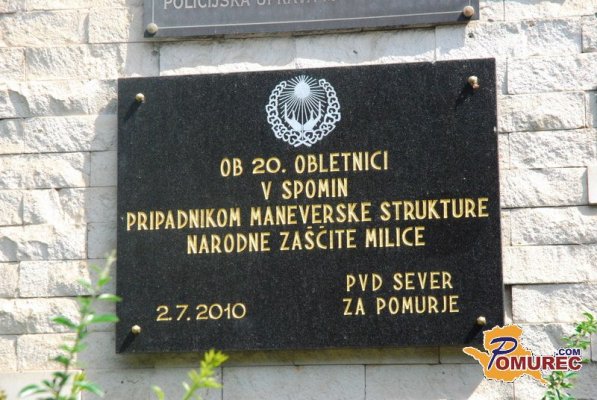 POLICIJSKA UPRAVA
OB 20. OBLETNICI
V SPOMIN
PRIPADNIKOM MANEVERSKE STRUKTURE
NARODNE ZAŠČITE MILICE
PVD SEVER
2.7.2010 ZA POMURJE
POMUREC.COM